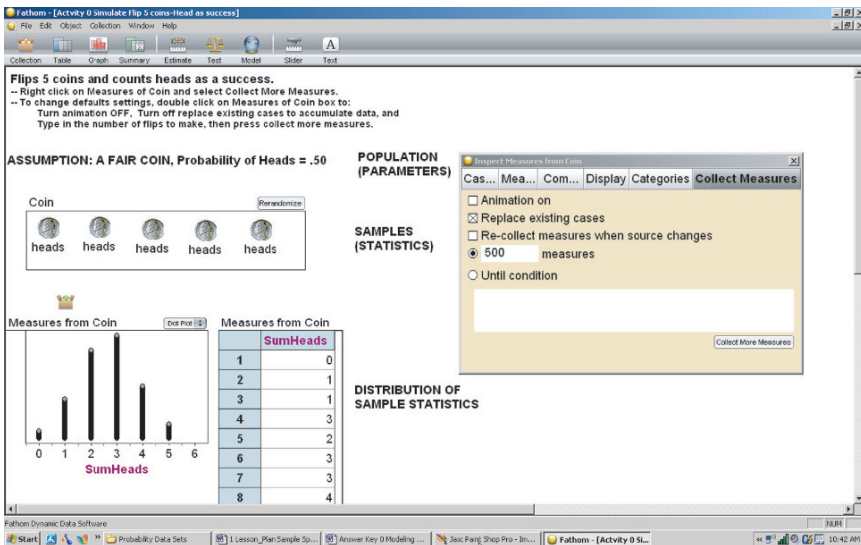 Fathom - [Actvity 0 Simulate Flip 5 coins-Head as success]
File Edit Object Collection Window Help
Collection Table Graph Summary Estimate Test Model Slider Text
Flips 5 coins and counts heads as a success.
-- Right click on Measures of Coin and select Collect More Measures.
-- To change defaults settings, double click on Measures of Coin box to:
Turn animation OFF, Turn off replace existing cases to accumulate data, and
Type in the number of flips to make, then press collect more measures.
ASSUMPTION: A FAIR COIN, Probability of Heads = .50
POPULATION
(PARAMETERS)
Coin
Rerandomize
heads heads heads heads heads
SAMPLES
(STATISTICS)
Inspect Measures from Coin
Cas... Mea... Com... Display Categories Collect Measures
Animation on
Replace existing cases
Re-collect measures when source changes
500 measures
Until condition
Collect More Measures
Measures from Coin
Dot Plot
0 1 2 3 4 5 6
SumHeads
Measures from Coin
SumHeads
1 0
2 1
3 1
4 3
5 2
6 3
7 3
8 4
DISTRIBUTION OF
SAMPLE STATISTICS
Fathom Dynamic Data Software
NUM
Start
Probability Data Sets
1 Lesson_Plan Sample Sp...
Answer Key 0 Modeling ...
Jasc Paint Shop Pro - Im...
Fathom - [Actvity 0 Si...
10:42 AM